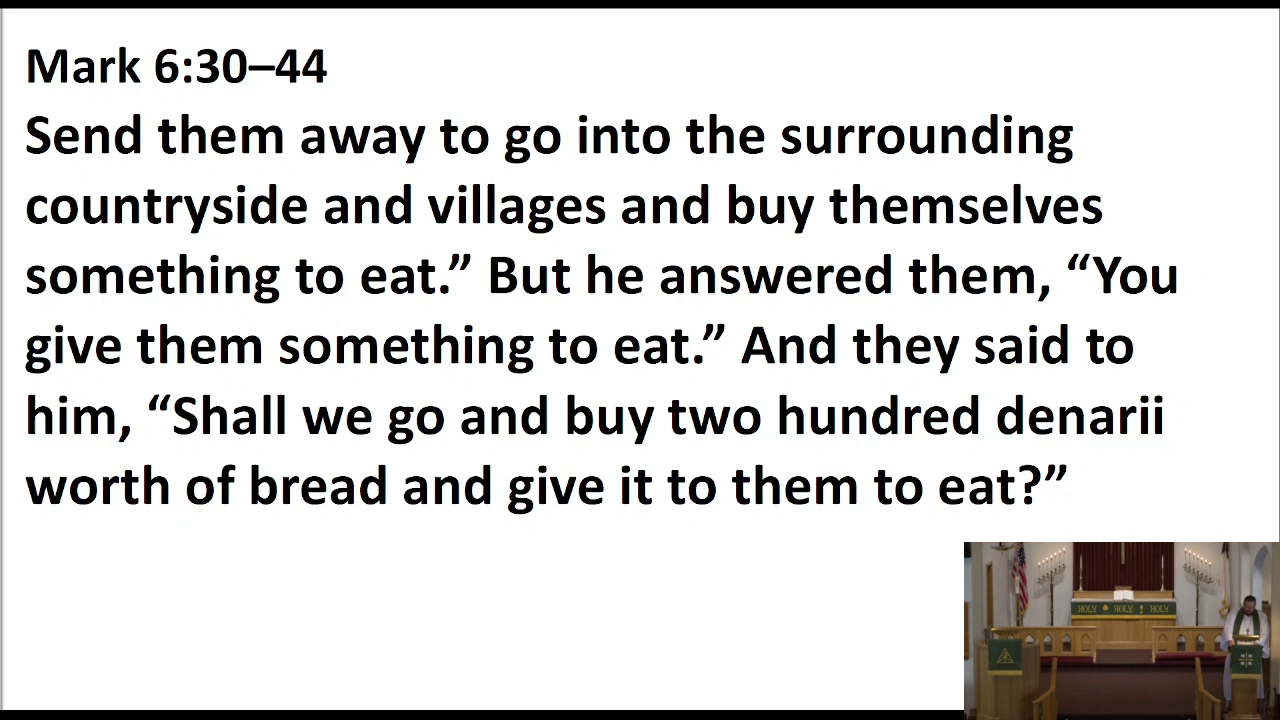 Mark 6:30–44
Send them away to go into the surrounding
countryside and villages and buy themselves
something to eat.” But he answered them, “You
give them something to eat.” And they said to
him, “Shall we go and buy two hundred denarii
worth of bread and give it to them to eat?”
HOLY HOLY HOLY